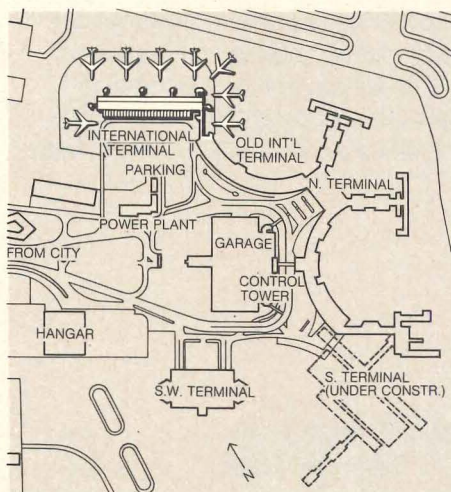 INTERNATIONAL
TERMINAL
OLD INT'L
TERMINAL
PARKING
N. TERMINAL
POWER PLANT
GARAGE
FROM CITY
CONTROL
TOWER
HANGAR
S.W. TERMINAL
S. TERMINAL
(UNDER CONSTR.)
N